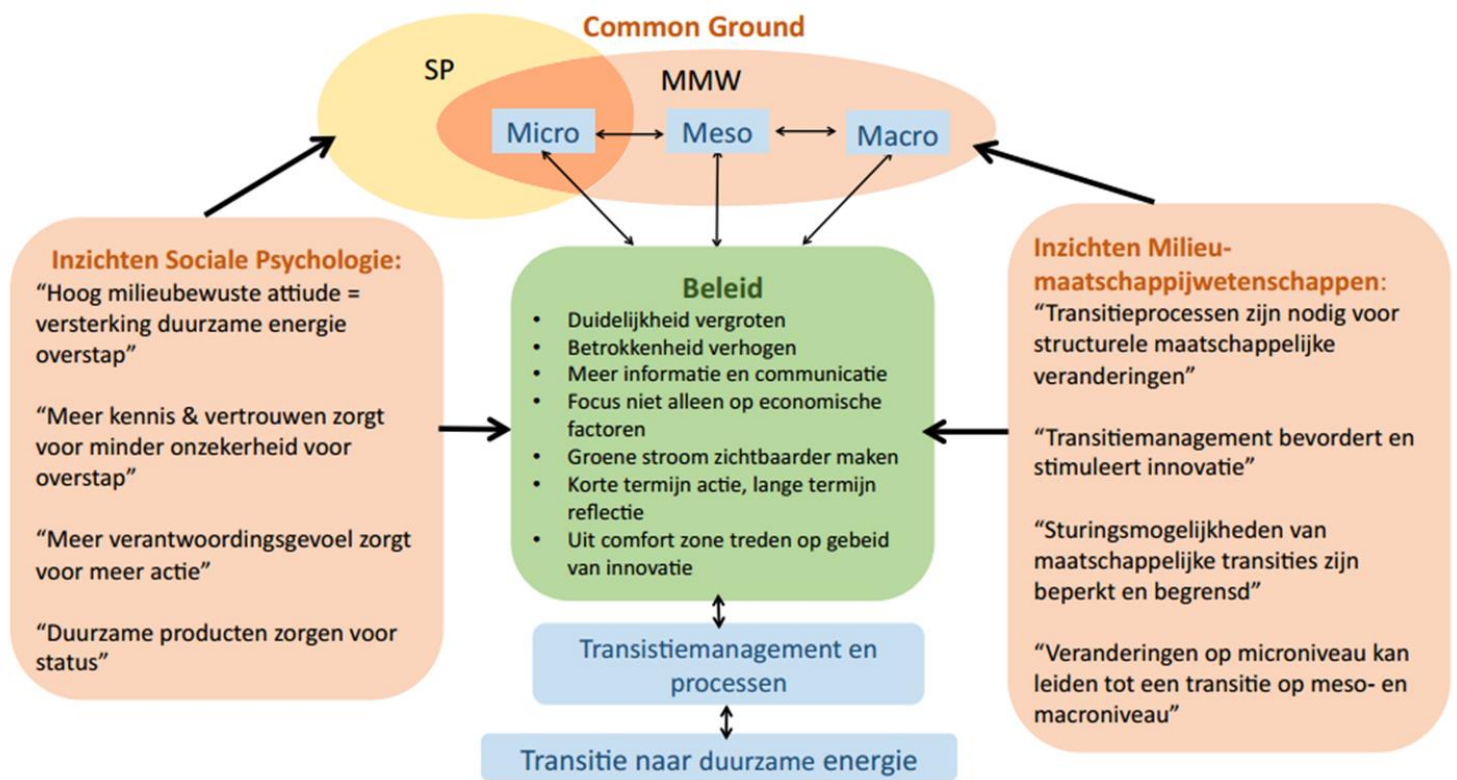 Common Ground
SP
MMW
Micro
Meso
Macro
Inzichten Sociale Psychologie:
“Hoog milieubewuste attiude =
versterking duurzame energie
overstap”
“Meer kennis & vertrouwen zorgt
voor minder onzekerheid voor
overstap”
“Meer verantwoordingsgevoel zorgt
voor meer actie”
“Duurzame producten zorgen voor
status”
Beleid
• Duidelijkheid vergroten
• Betrokkenheid verhogen
• Meer informatie en communicatie
• Focus niet alleen op economische
factoren
• Groene stroom zichtbaarder maken
• Korte termijn actie, lange termijn
reflectie
• Uit comfort zone treden op gebeid
van innovatie
Transistiemanagement en
processen
Transitie naar duurzame energie
Inzichten Milieu-
maatschappijwetenschappen:
“Transitieprocessen zijn nodig voor
structurele maatschappelijke
veranderingen”
“Transitiemanagement bevordert en
stimuleert innovatie”
“Sturingsmogelijkheden van
maatschappelijke transities zijn
beperkt en begrensd”
“Veranderingen op microniveau kan
leiden tot een transitie op meso- en
macroniveau”